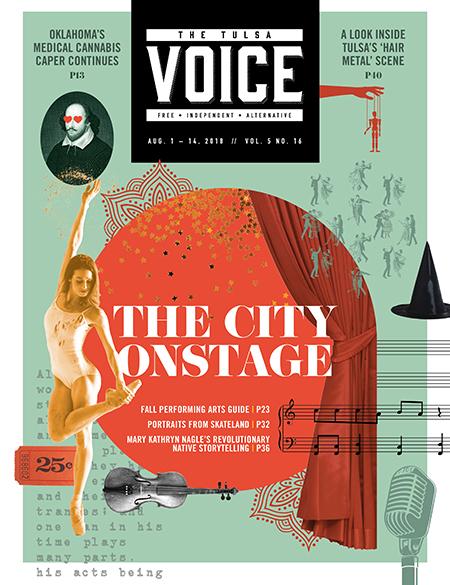 OKLAHOMA'S
MEDICAL CANNABIS
CAPER CONTINUES
P13
THE TULSA
VOICE
FREE • INDEPENDENT • ALTERNATIVE
AUG. 1 – 14, 2018 // VOL. 5 NO. 16
A LOOK INSIDE
TULSA'S 'HAIR
METAL' SCENE
P40
THE CITY
ONSTAGE
FALL PERFORMING ARTS GUIDE | P23
PORTRAITS FROM SKATELAND | P32
MARY KATHRYN NAGLE'S REVOLUTIONARY
NATIVE STORYTELLING | P36
25¢
and
trances; and
one in his
time plays
many parts.
his acts being